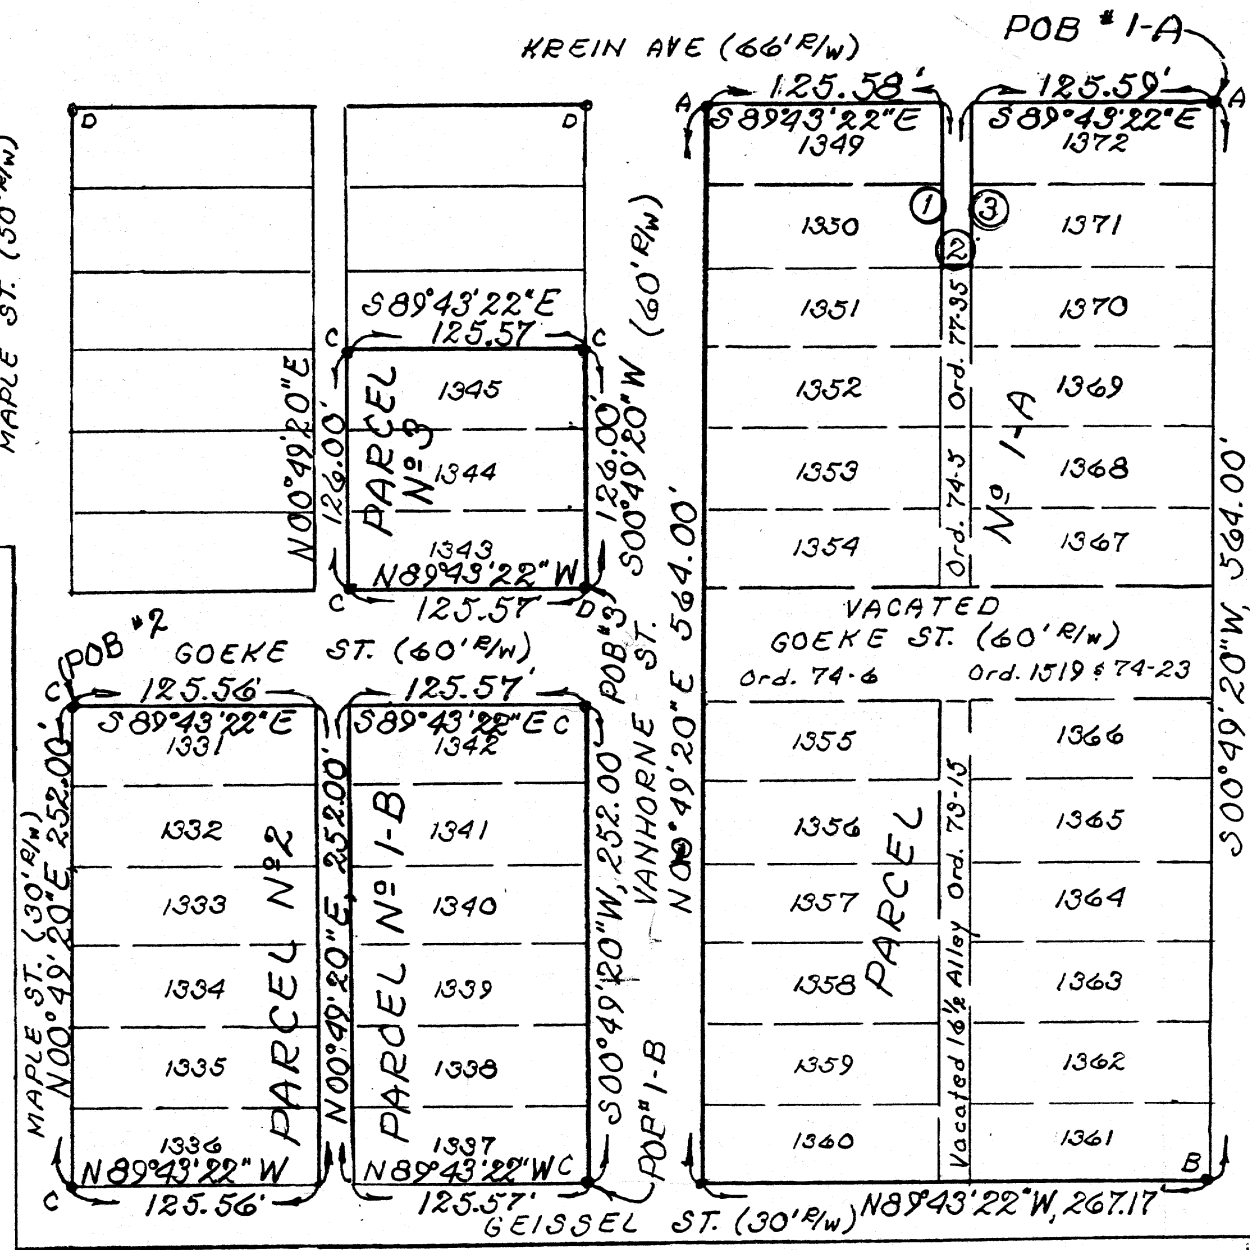 POB #1-A
KREIN AVE (66' R/W)
125.58'
125.59'
A
A
S 89°43'22"E
S 89°43'22"E
D
D
1349
1372
MAPLE ST. (30' R/W)
1
3
2
1350
1371
1351
1370
1352
1369
1353
1368
1354
1367
Ord. 74-5 Ord. 77-35
Nº 1-A
S 89°43'22"E
125.57
C
C
N00°49'20"E
126.00'
PARCEL
Nº 3
1345
1344
1343
126.00'
S00°49'20"W
(60' R/W)
N89°43'22"W
125.57
C
D
POB #3
VANHORNE ST.
N00°49'20"E 564.00'
S00°49'20"W, 564.00'
VACATED
GOEKE ST. (60' R/W)
Ord. 74-6
Ord. 1519 & 74-23
POB #2
GOEKE ST. (60' R/W)
C
125.56'
125.57'
S 89°43'22"E
S 89°43'22"E C
1331
1342
1332
1341
1333
1340
1334
1339
1335
1338
1336
1337
MAPLE ST. (30' R/W)
N00°49'20"E 252.00'
PARCEL Nº 2
N00°49'20"E, 252.00'
PARCEL Nº 1-B
S00°49'20"W, 252.00'
POB #1-B
1355
1366
1356
1365
1357
1364
1358
1363
1359
1362
1360
1361
PARCEL
Vacated 16½ Alley Ord. 79-15
N89°43'22"W
N89°43'22"W C
C
125.56'
125.57'
B
GEISSEL ST. (30' R/W)
N89°43'22"W, 267.17'